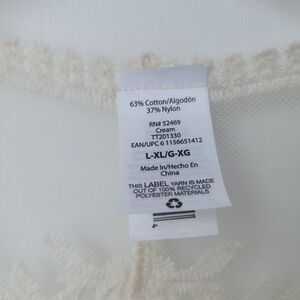 63% Cotton/Algodón
37% Nylon
RN# 52469
Cream
TT201330
EAN/UPC 6 1156651412
L-XL/G-XG
Made In/Hecho En
China
THIS LABEL YARN IS MADE
OUT OF 100% RECYCLED
POLYESTER MATERIALS